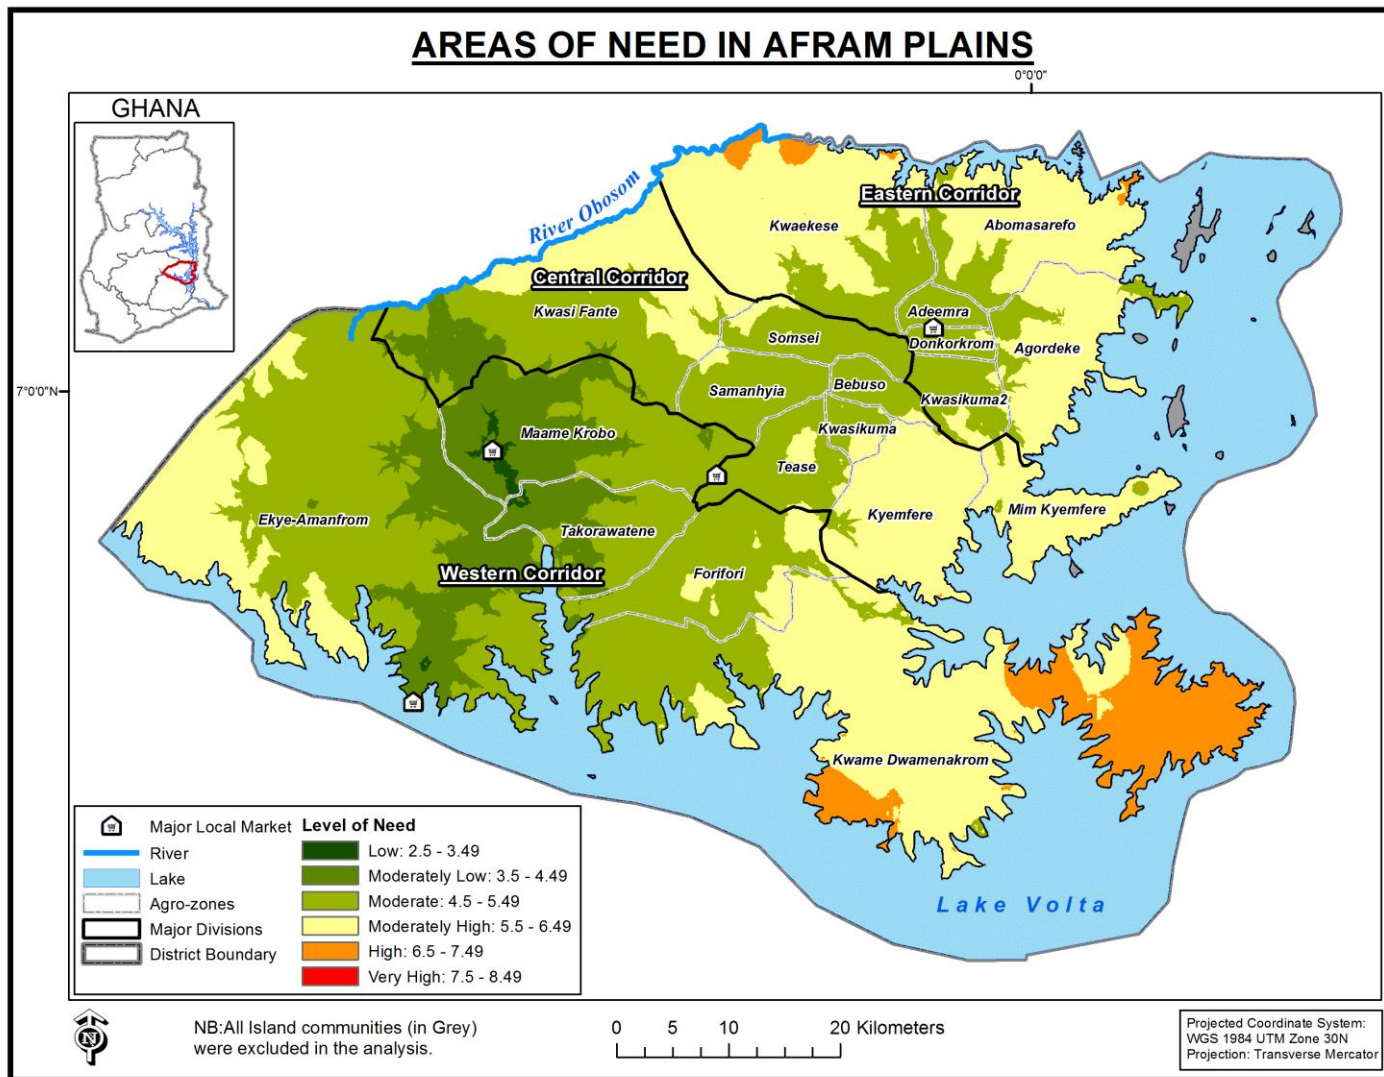 AREAS OF NEED IN AFRAM PLAINS
0°0'0"
GHANA
River Obosom
Eastern Corridor
Kwaekese
Abomasarefo
Central Corridor
Kwasi Fante
Adeemra
Somsei
Donkorkrom
Agordeke
7°0'0"N
Samanhyia
Bebuso
Kwasikuma2
Maame Krobo
Kwasikuma
Tease
Ekye-Amanfrom
Takorawatene
Kyemfere
Mim Kyemfere
Western Corridor
Forifori
Kwame Dwamenakrom
Lake Volta
Major Local Market
River
Lake
Agro-zones
Major Divisions
District Boundary
Level of Need
Low: 2.5 - 3.49
Moderately Low: 3.5 - 4.49
Moderate: 4.5 - 5.49
Moderately High: 5.5 - 6.49
High: 6.5 - 7.49
Very High: 7.5 - 8.49
N
NB:All Island communities (in Grey)
were excluded in the analysis.
0 5 10 20 Kilometers
Projected Coordinate System:
WGS 1984 UTM Zone 30N
Projection: Transverse Mercator